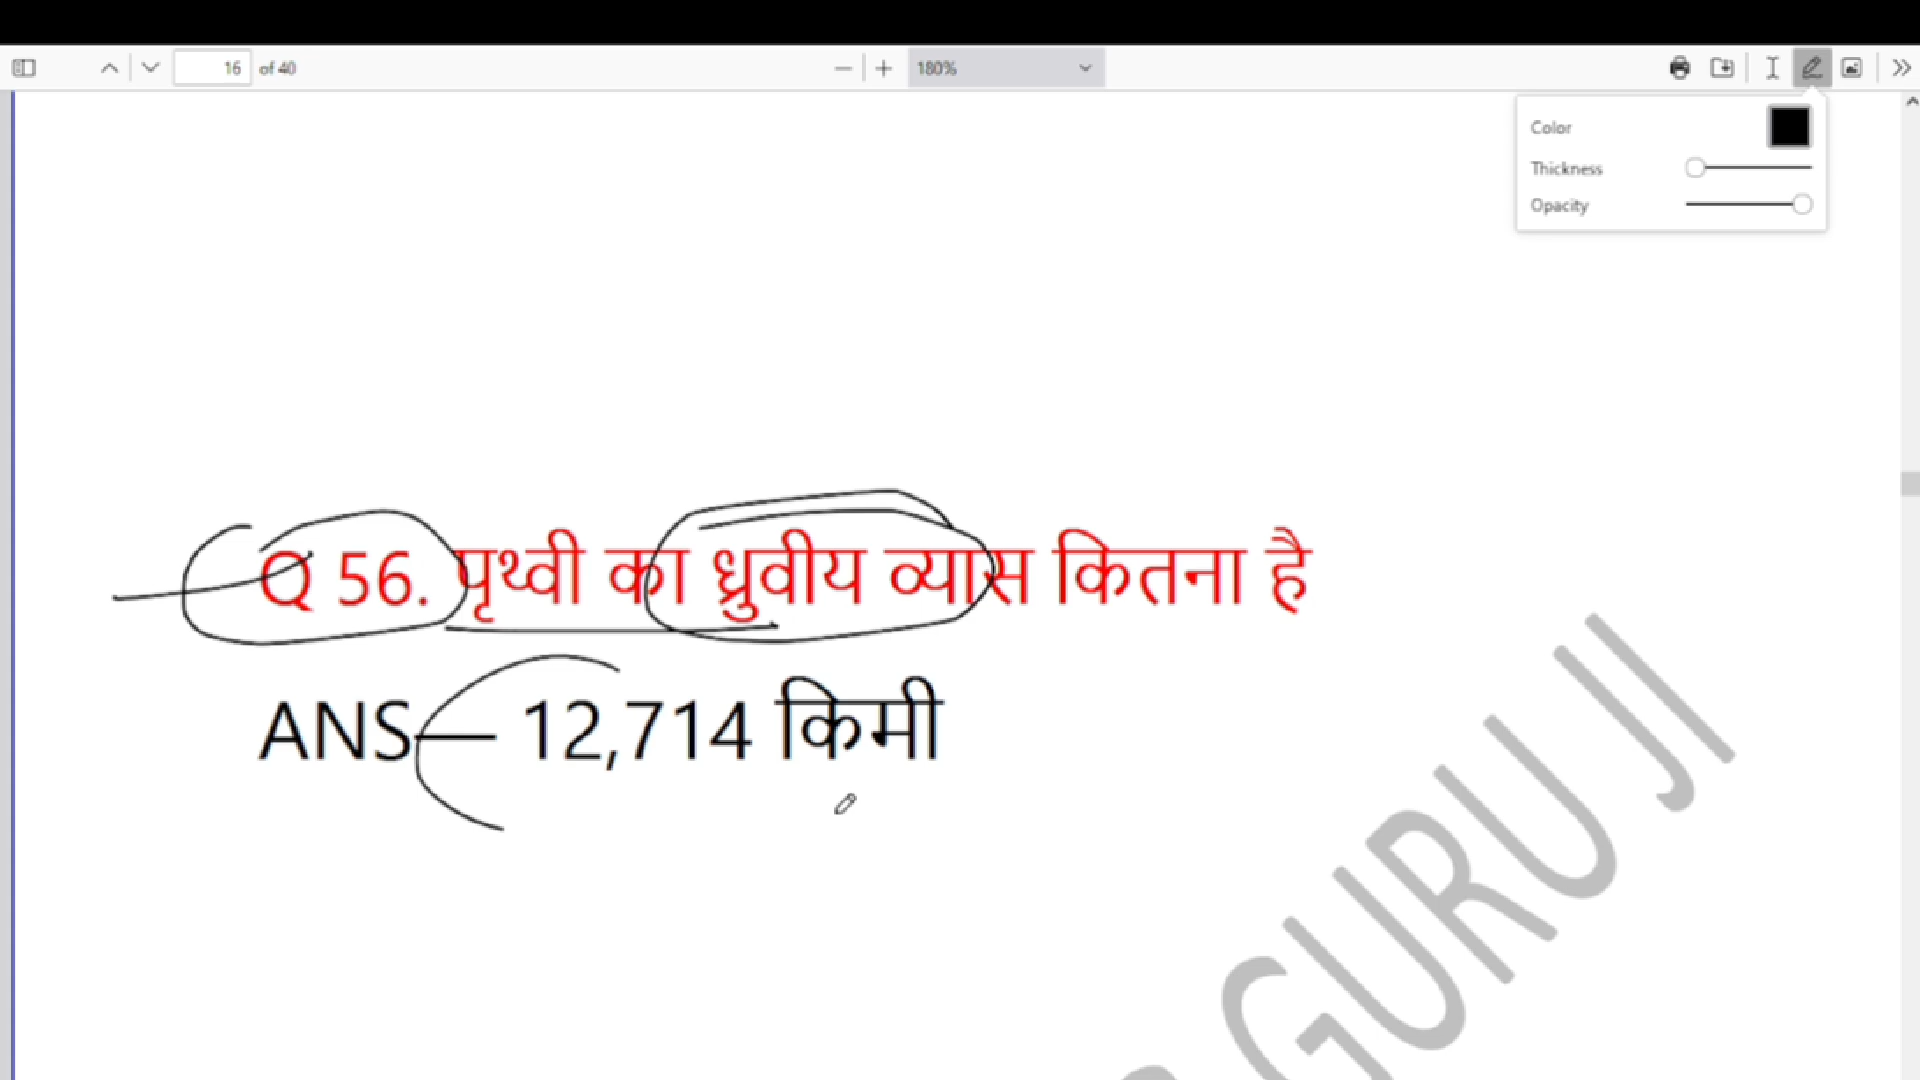 16 of 40
180%
Color
Thickness
Opacity
Q 56. पृथ्वी का ध्रुवीय व्यास कितना है
ANS— 12,714 किमी
GURU JI